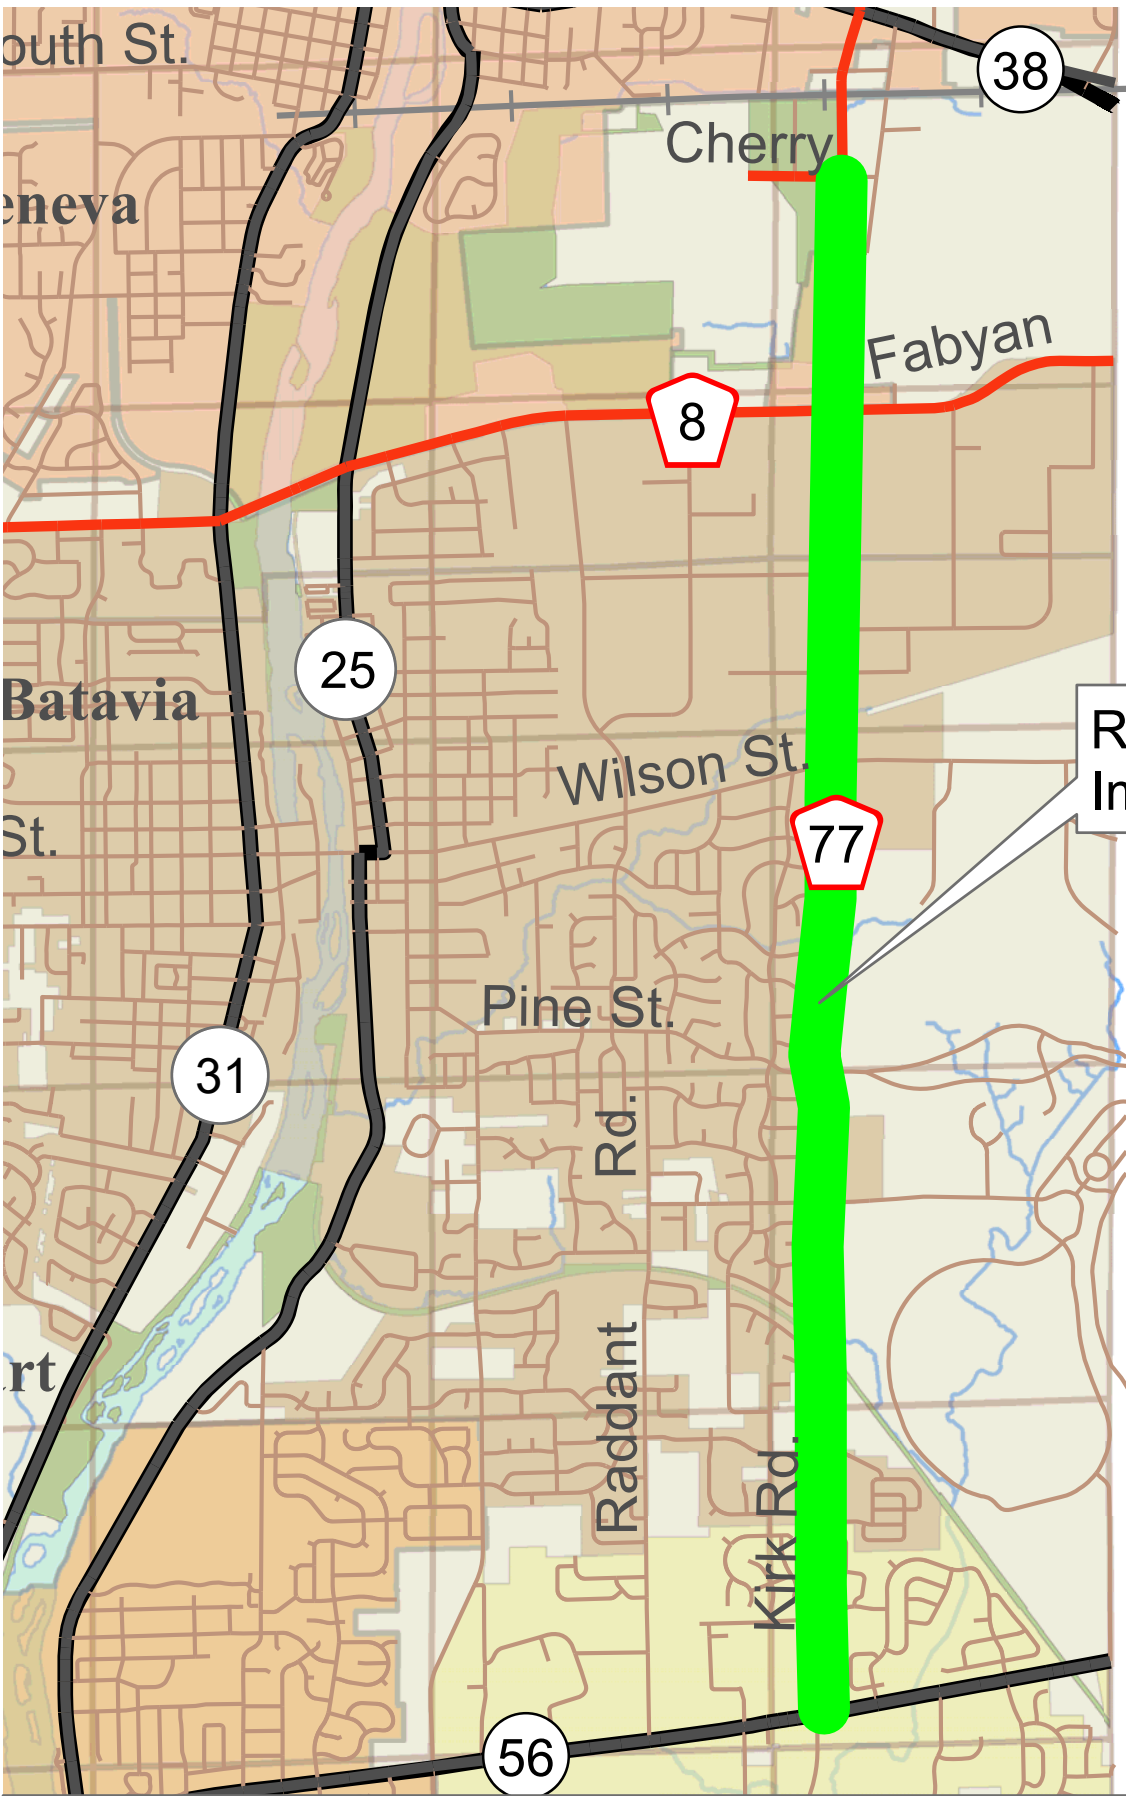 outh St.
38
Cherry
eneva
Fabyan
8
25
Batavia
R
In
Wilson St.
St.
77
Pine St.
31
Raddant Rd.
rt
Kirk Rd.
56